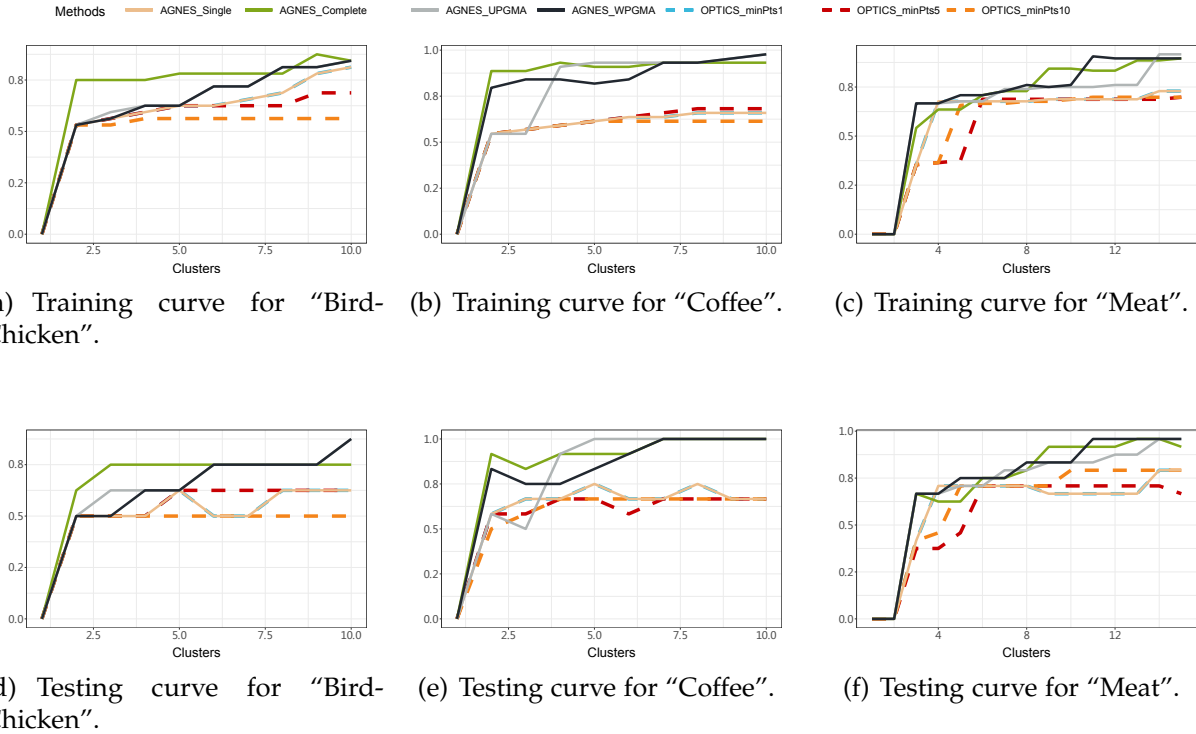 Methods AGNES_Single AGNES_Complete AGNES_UPGMA AGNES_WPGMA OPTICS_minPts1 OPTICS_minPts5 OPTICS_minPts10
0.8
0.5
0.2
0.0
2.5 5.0 7.5 10.0
Clusters
1.0
0.8
0.5
0.2
0.0
2.5 5.0 7.5 10.0
Clusters
0.8
0.5
0.2
0.0
4 8 12
Clusters
) Training curve for “Bird-
hicken”.
(b) Training curve for “Coffee”.
(c) Training curve for “Meat”.
0.8
0.5
0.2
0.0
2.5 5.0 7.5 10.0
Clusters
1.0
0.8
0.5
0.2
0.0
2.5 5.0 7.5 10.0
Clusters
1.0
0.8
0.5
0.2
0.0
4 8 12
Clusters
d) Testing curve for “Bird-
hicken”.
(e) Testing curve for “Coffee”.
(f) Testing curve for “Meat”.